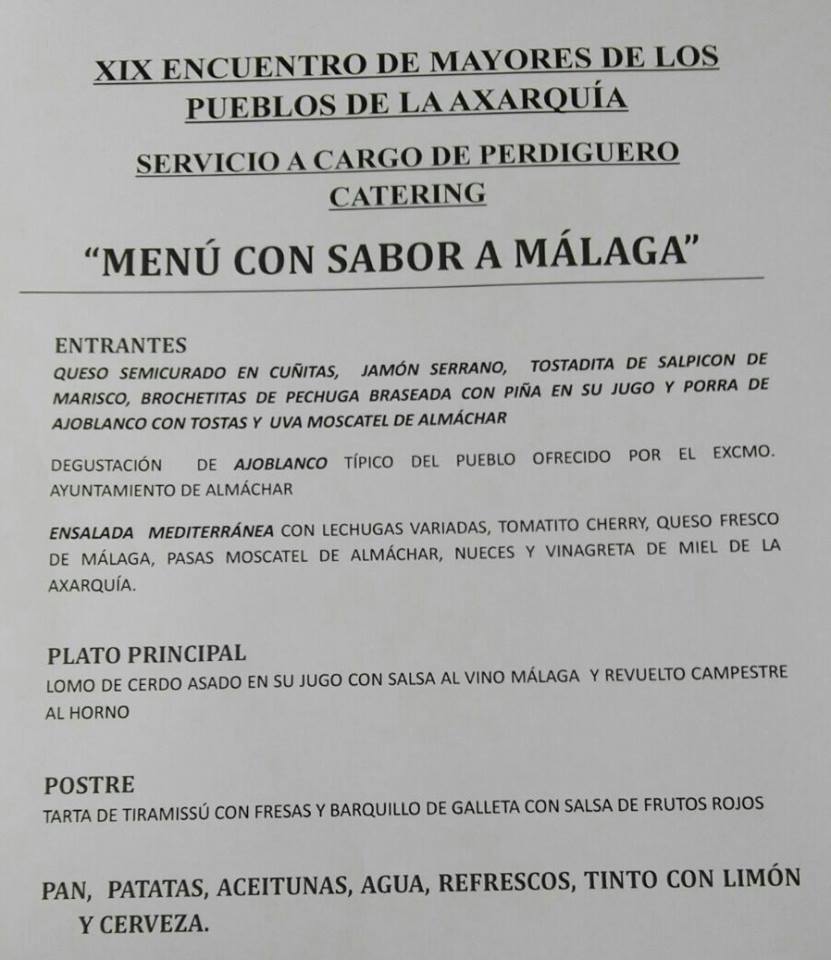 XIX ENCUENTRO DE MAYORES DE LOS
PUEBLOS DE LA AXARQUÍA
SERVICIO A CARGO DE PERDIGUERO
CATERING
“MENÚ CON SABOR A MÁLAGA”
ENTRANTES
QUESO SEMICURADO EN CUÑITAS, JAMÓN SERRANO, TOSTADITA DE SALPICON DE
MARISCO, BROCHETITAS DE PECHUGA BRASEADA CON PIÑA EN SU JUGO Y PORRA DE
AJOBLANCO CON TOSTAS Y UVA MOSCATEL DE ALMÁCHAR
DEGUSTACIÓN DE AJOBLANCO TÍPICO DEL PUEBLO OFRECIDO POR EL EXCMO.
AYUNTAMIENTO DE ALMÁCHAR
ENSALADA MEDITERRÁNEA CON LECHUGAS VARIADAS, TOMATITO CHERRY, QUESO FRESCO
DE MÁLAGA, PASAS MOSCATEL DE ALMÁCHAR, NUECES Y VINAGRETA DE MIEL DE LA
AXARQUÍA.
PLATO PRINCIPAL
LOMO DE CERDO ASADO EN SU JUGO CON SALSA AL VINO MÁLAGA Y REVUELTO CAMPESTRE
AL HORNO
POSTRE
TARTA DE TIRAMISSÚ CON FRESAS Y BARQUILLO DE GALLETA CON SALSA DE FRUTOS ROJOS
PAN, PATATAS, ACEITUNAS, AGUA, REFRESCOS, TINTO CON LIMÓN
Y CERVEZA.